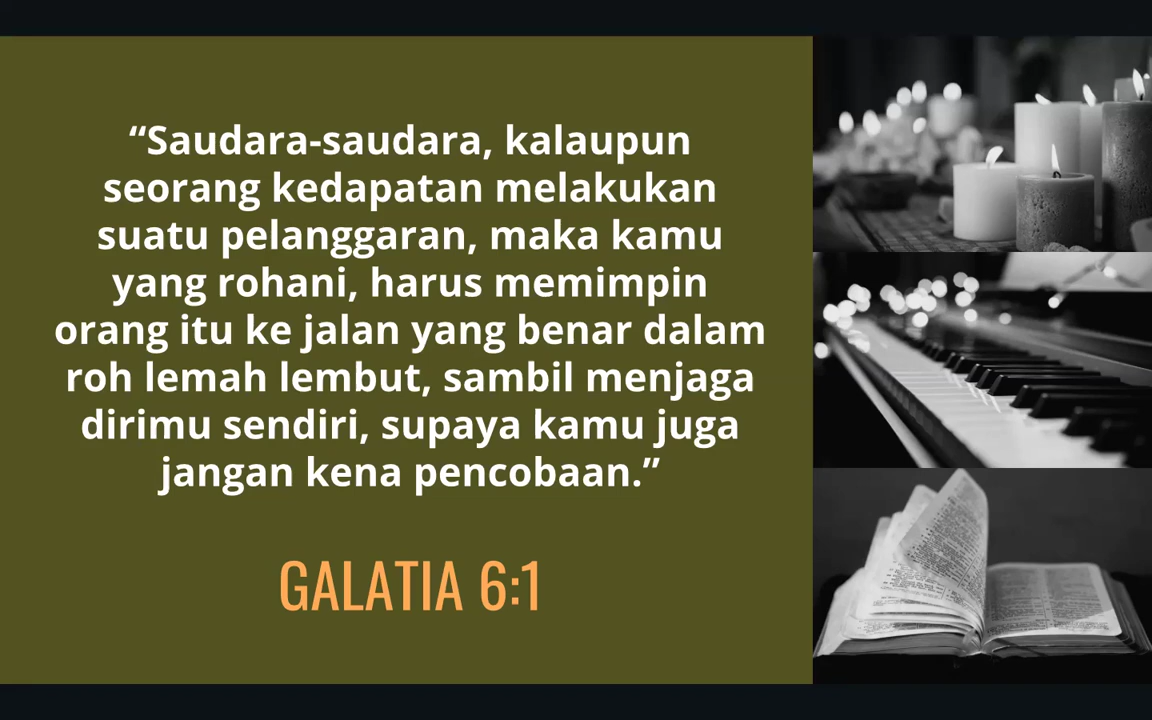 “Saudara-saudara, kalaupun
seorang kedapatan melakukan
suatu pelanggaran, maka kamu
yang rohani, harus memimpin
orang itu ke jalan yang benar dalam
roh lemah lembut, sambil menjaga
dirimu sendiri, supaya kamu juga
jangan kena pencobaan.”
GALATIA 6:1